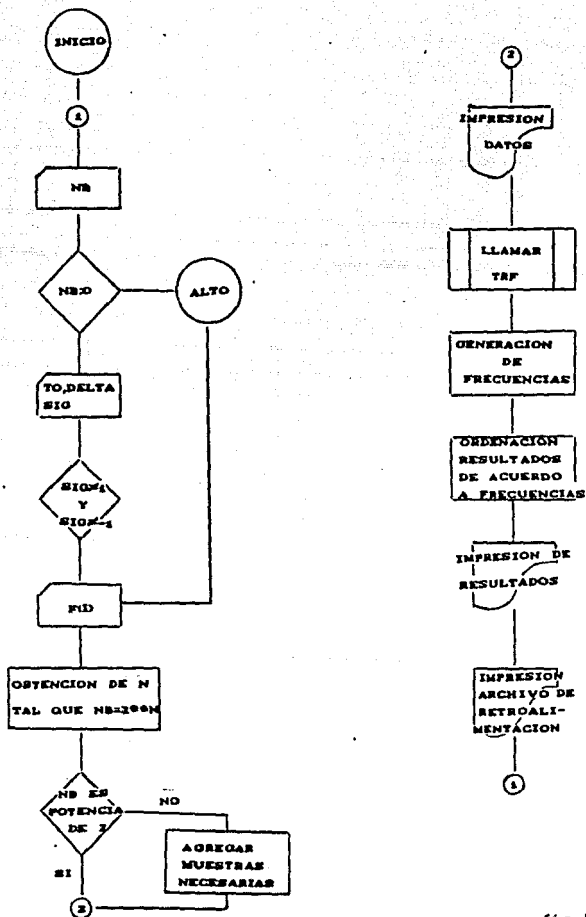 INICIO
1
NB
NB:0
ALTO
TO,DELTA
SIG
SIG≠1
Y
SIG≠-1
F(I)
OBTENCION DE N
TAL QUE NB=2**N
NB ES
POTENCIA
DE 2
NO
SI
AGREGAR
MUESTRAS
NECESARIAS
2
2
IMPRESION
DATOS
LLAMAR
TRF
GENERACION
DE
FRECUENCIAS
ORDENACION
RESULTADOS
DE ACUERDO
A FRECUENCIAS
IMPRESION DE
RESULTADOS
IMPRESION
ARCHIVO DE
RETROALI-
MENTACION
1